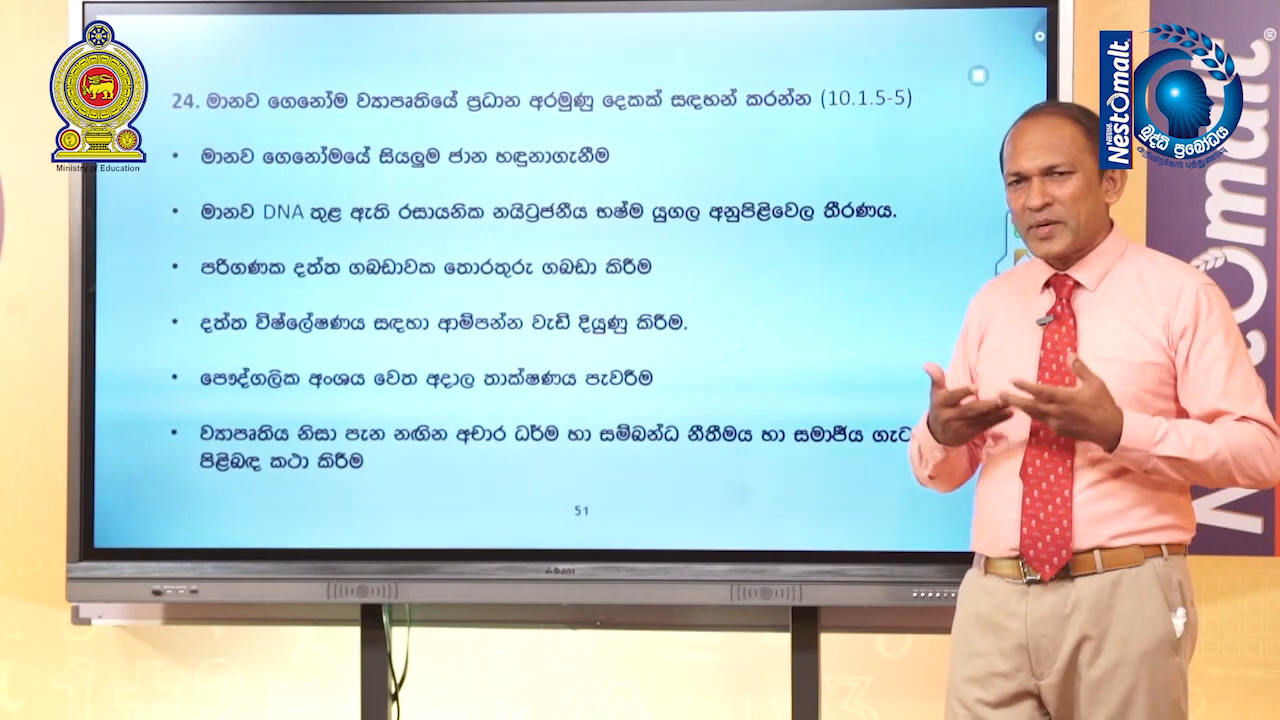 24. මානව ගෙනෝම ව්‍යාපෘතියේ ප්‍රධාන අරමුණු දෙකක් සඳහන් කරන්න (10.1.5-5)
• මානව ගෙනෝමයේ සියලුම ජාන හඳුනාගැනීම
• මානව DNA තුළ ඇති රසායනික නයිට්‍රජනීය භෂ්ම යුගල අනුපිළිවෙල තීරණය.
• පරිගණක දත්ත ගබඩාවක තොරතුරු ගබඩා කිරීම
• දත්ත විෂ්ලේෂණය සඳහා ආම්පන්න වැඩි දියුණු කිරීම.
• පෞද්ගලික අංශය වෙත අදාල තාක්ෂණය පැවරීම
• ව්‍යාපෘතිය නිසා පැන නඟින අචාර ධර්ම හා සම්බන්ධ නීතීමය හා සමාජීය ගැට
පිළිබඳ කථා කිරීම
51
Ministry of Education
NESTLÉ
Nestomalt
බුද්ධි ප්‍රබෝධය